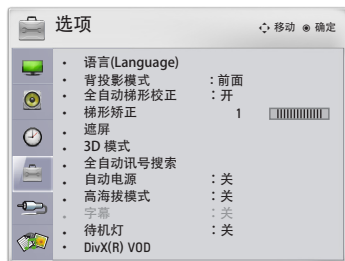 选项 移动 确定
· 语言(Language)
· 背投影模式 :前面
· 全自动梯形校正 :开
· 梯形矫正 1
· 遮屏
· 3D 模式
· 全自动讯号搜索
· 自动电源 :关
· 高海拔模式 :关
· 字幕 :关
· 待机灯 :关
· DivX(R) VOD